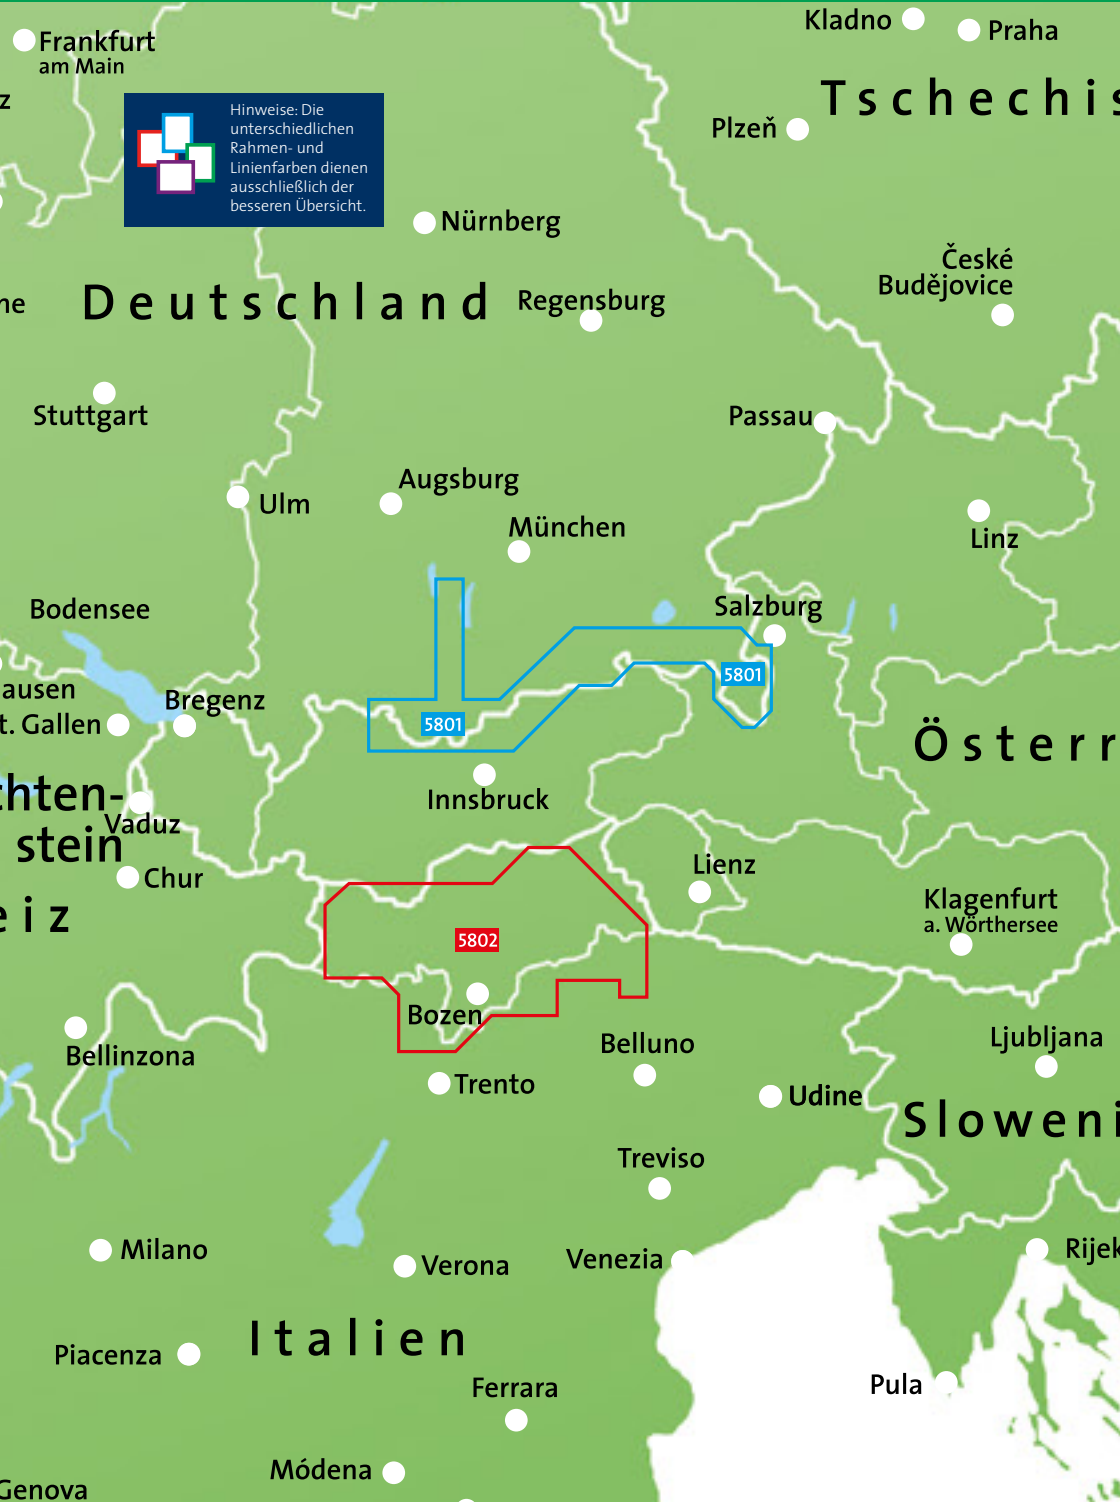 Kladno
Praha
Frankfurt
am Main
z
Tschechis
Hinweise: Die
unterschiedlichen
Rahmen- und
Linienfarben dienen
ausschließlich der
besseren Übersicht.
Plzeň
Nürnberg
České
Budějovice
he
Deutschland
Regensburg
Stuttgart
Passau
Augsburg
Ulm
München
Linz
Bodensee
Salzburg
5801
ausen
Bregenz
t. Gallen
5801
Österr
Innsbruck
chten-
Vaduz
stein
Chur
Lienz
Klagenfurt
a. Wörthersee
eiz
5802
Bozen
Bellinzona
Belluno
Ljubljana
Trento
Udine
Sloweni
Treviso
Milano
Verona
Venezia
Rijek
Italien
Piacenza
Ferrara
Pula
Módena
Genova